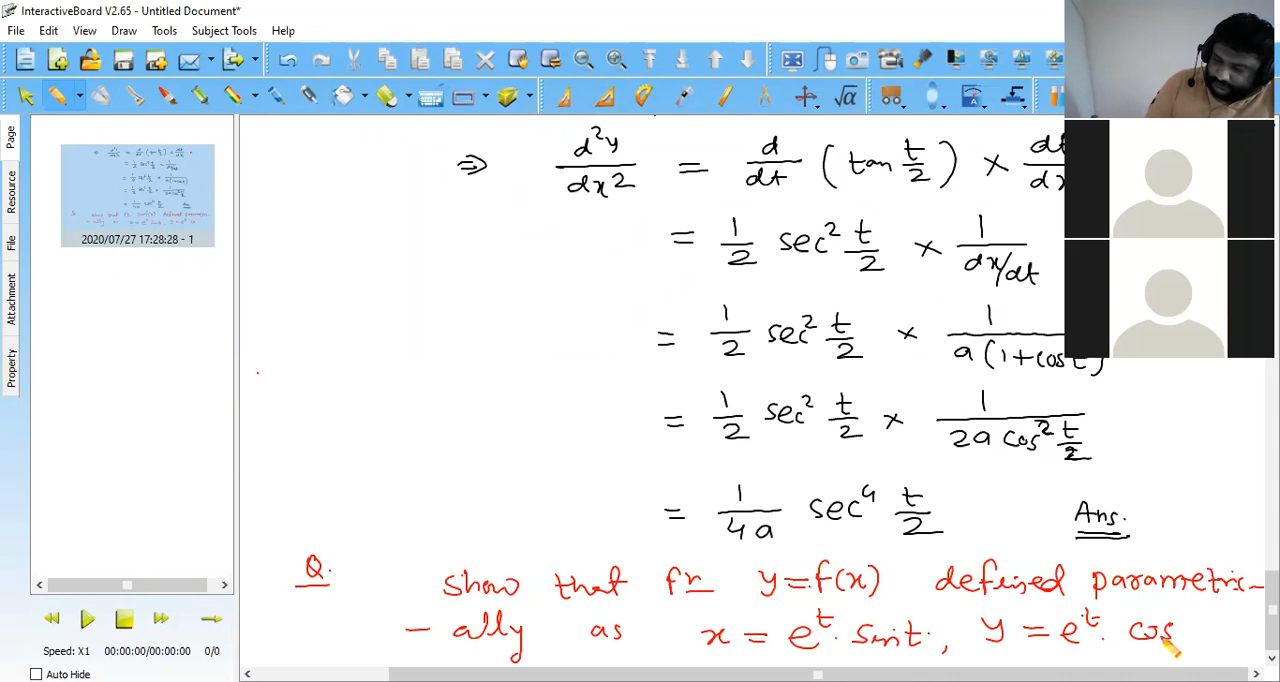 InteractiveBoard V2.65 - Untitled Document*
File Edit View Draw Tools Subject Tools Help
Page
Resource
File
Attachment
Property
2020/07/27 17:28:28 - 1
Speed: X1 00:00:00/00:00:00 0/0
Auto Hide
⇒ d²y/dx² = d/dt (tan t/2) ×
= 1/2 sec² t/2 × 1/(dx/dt)
= 1/2 sec² t/2 × 1/(a(1+cost)
= 1/2 sec² t/2 × 1/(2a cos² t/2)
= 1/4a sec⁴ t/2 Ans.
Q. Show that fn y=f(x) defined parametric-
- ally as x = e^t. sint, y = e^t. cos